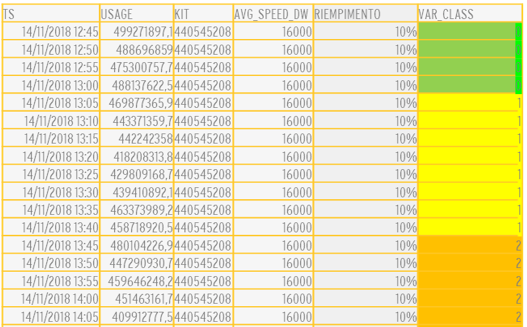 TS USAGE KIT AVG_SPEED_DW RIEMPIMENTO VAR_CLASS
14/11/2018 12:45 499271897,1 440545208 16000 10%
14/11/2018 12:50 488696859 440545208 16000 10%
14/11/2018 12:55 475300757,7 440545208 16000 10%
14/11/2018 13:00 488137622,5 440545208 16000 10%
14/11/2018 13:05 469877365,9 440545208 16000 10% 1
14/11/2018 13:10 443371359,7 440545208 16000 10% 1
14/11/2018 13:15 442242358 440545208 16000 10% 1
14/11/2018 13:20 418208313,8 440545208 16000 10% 1
14/11/2018 13:25 429809168,7 440545208 16000 10% 1
14/11/2018 13:30 439410892,1 440545208 16000 10% 1
14/11/2018 13:35 463373989,2 440545208 16000 10% 1
14/11/2018 13:40 458718920,5 440545208 16000 10% 1
14/11/2018 13:45 480104226,9 440545208 16000 10% 2
14/11/2018 13:50 447290930,7 440545208 16000 10% 2
14/11/2018 13:55 459646248,2 440545208 16000 10% 2
14/11/2018 14:00 451463161,7 440545208 16000 10% 2
14/11/2018 14:05 409912777,5 440545208 16000 10% 2